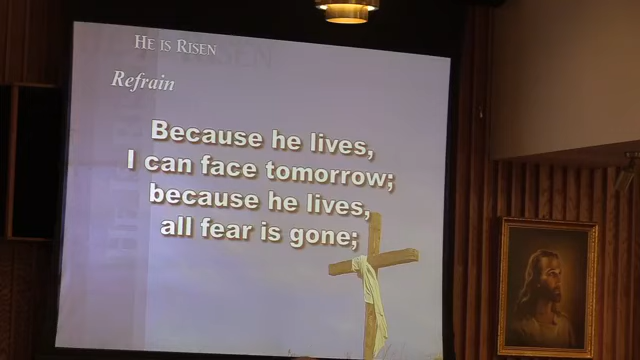 HE IS RISEN
Refrain
Because he lives,
I can face tomorrow;
because he lives,
all fear is gone;